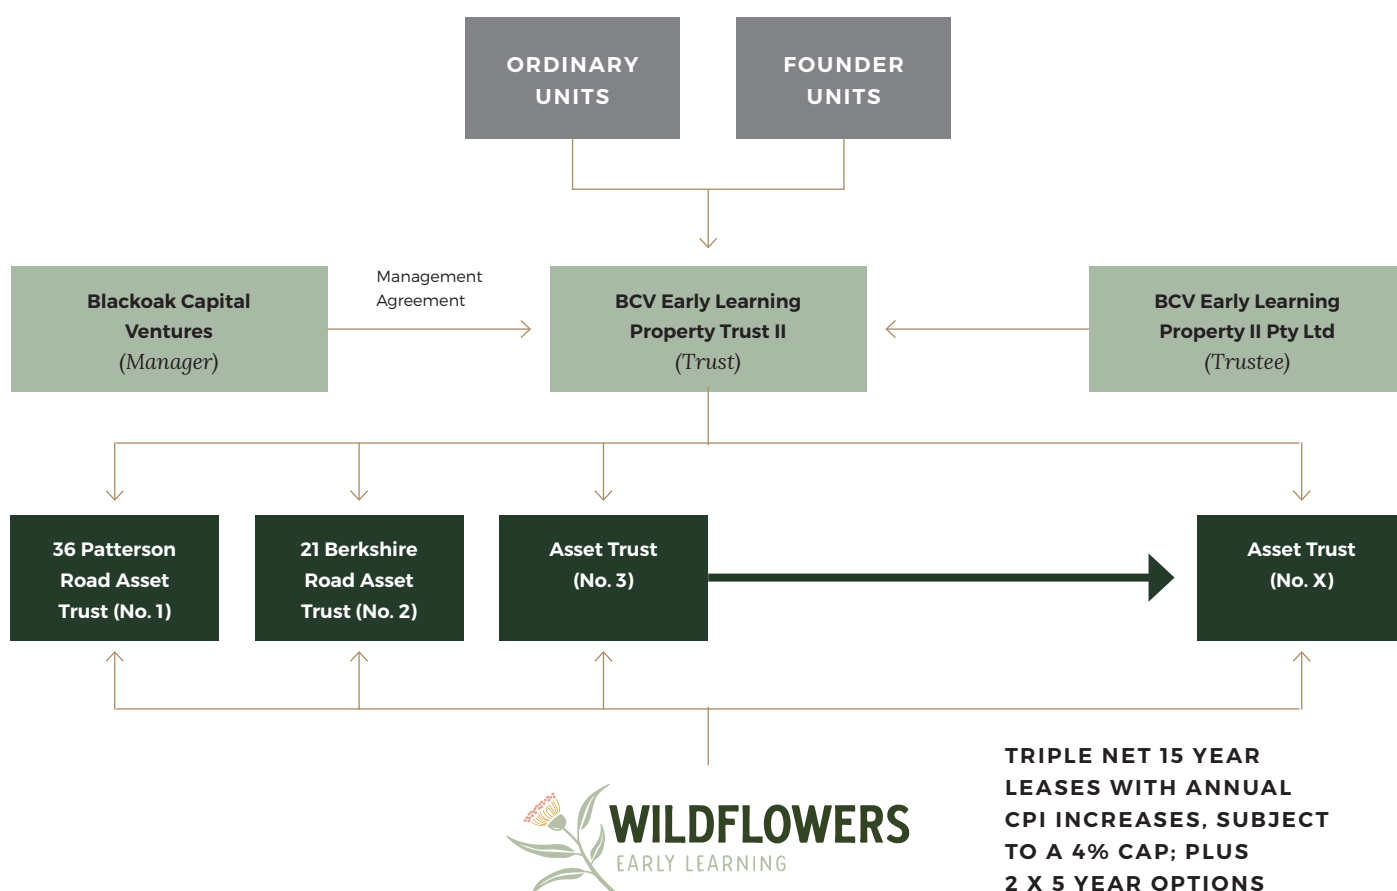 ORDINARY
UNITS
FOUNDER
UNITS
Blackoak Capital
Ventures
(Manager)
Management
Agreement
BCV Early Learning
Property Trust II
(Trust)
BCV Early Learning
Property II Pty Ltd
(Trustee)
36 Patterson
Road Asset
Trust (No. 1)
21 Berkshire
Road Asset
Trust (No. 2)
Asset Trust
(No. 3)
Asset Trust
(No. X)
WILDFLOWERS
EARLY LEARNING
TRIPLE NET 15 YEAR
LEASES WITH ANNUAL
CPI INCREASES, SUBJECT
TO A 4% CAP; PLUS
2 X 5 YEAR OPTIONS